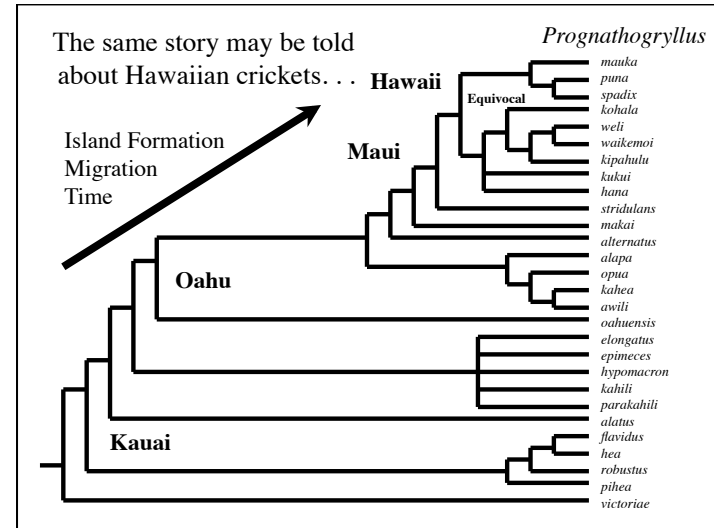 The same story may be told
about Hawaiian crickets. . .
Prognathogryllus
Island Formation
Migration
Time
Hawaii
Equivocal
Maui
Oahu
Kauai
mauka
puna
spadix
kohala
weli
waikemoi
kipahulu
kukui
hana
stridulans
makai
alternatus
alapa
opua
kahea
awili
oahuensis
elongatus
epimeces
hypomacron
kahili
parakahili
alatus
flavidus
hea
robustus
pihea
victoriae